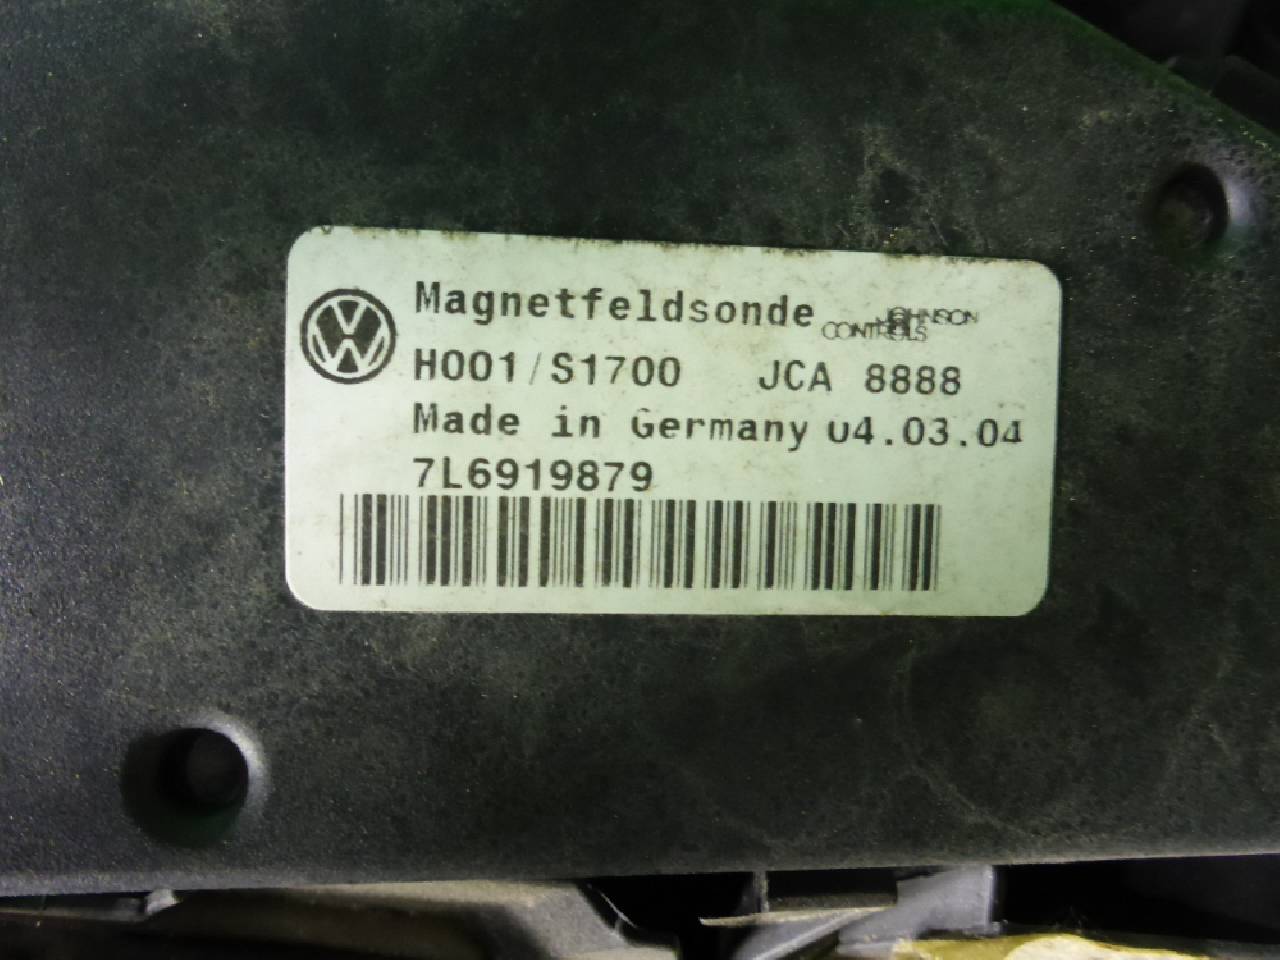 Magnetfeldsonde JOHNSON CONTROLS
H001/S1700 JCA 8888
Made in Germany 04.03.04
7L6919879